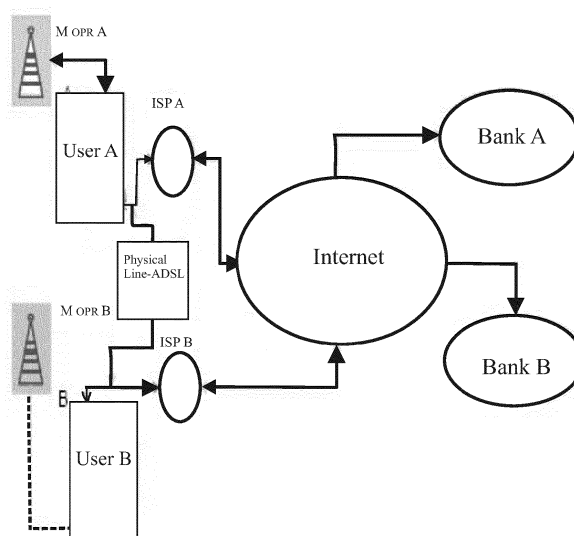 M OPR A
ISP A
User A
Bank A
Physical
Line-ADSL
Internet
M OPR B
ISP B
Bank B
B
User B